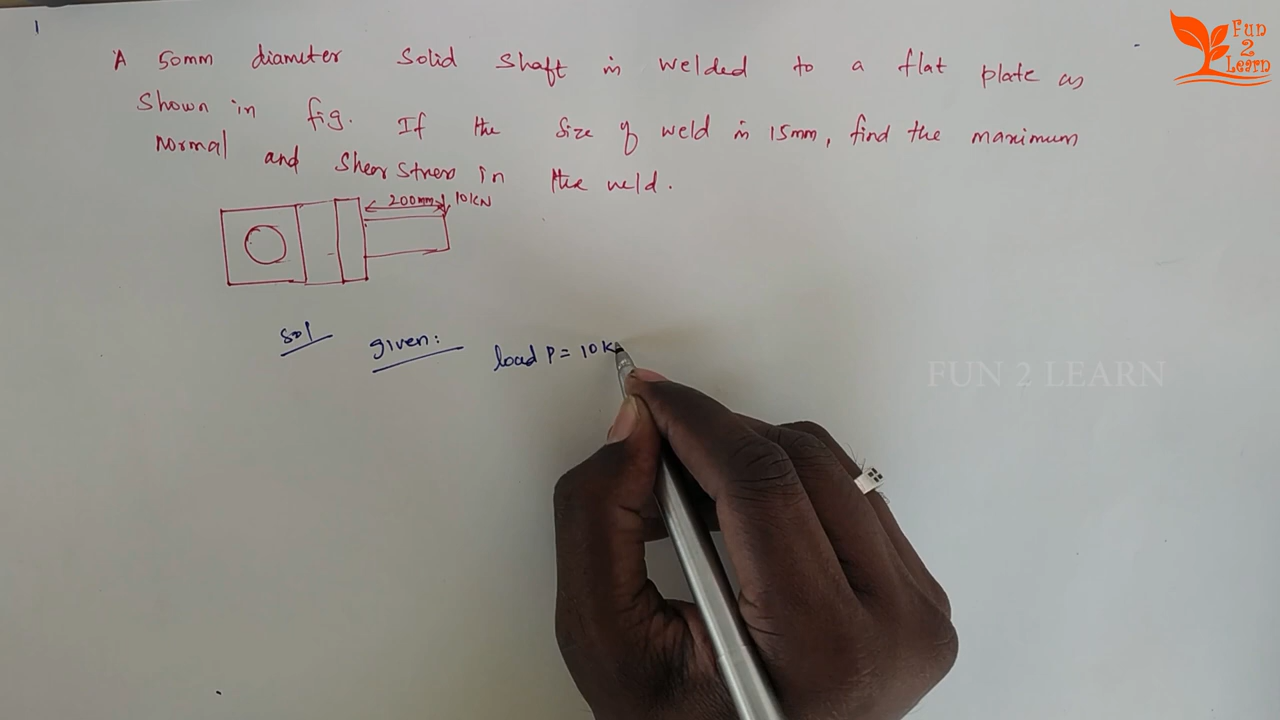 A 50mm diameter solid shaft is welded to a flat plate as
shown in fig. If the size of weld is 15mm, find the maximum
normal and shear stress in the weld.
200mm 10KN
sol given: load P = 10K
Fun
2
Learn
FUN 2 LEARN